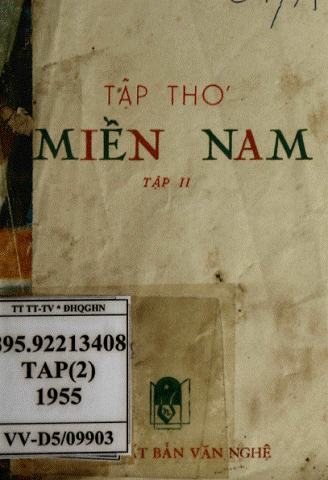 TẬP THƠ
MIỀN NAM
TẬP II
TT TT-TV * ĐHQGHN
895.92213408
TAP(2)
1955
VV-D5/09903
BẢN VĂN NGHỆ